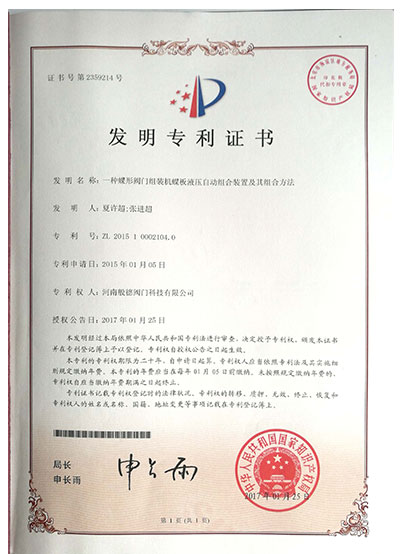 证书号第2359214号
发明专利证书
发明名称：一种蝶形阀门组装机蝶板液压自动组合装置及其组合方法
发明人：夏许超;张进超
专利号：ZL 2015 1 0002104.0
专利申请日：2015年01月05日
专利权人：河南敏德阀门科技有限公司
授权公告日：2017年01月25日
本发明经过本局依照中华人民共和国专利法进行审查，决定授予专利权，颁发本证书
并在专利登记簿上予以登记。专利权自授权公告之日起生效。
本专利的专利权期限为二十年，自申请日起算。专利权人应当依照专利法及其实施细
则规定缴纳年费。本专利的年费应当在每年01月05日前缴纳。未按照规定缴纳年费的，
专利权自应当缴纳年费期满之日起终止。
专利证书记载专利权登记时的法律状况。专利权的转移、质押、无效、终止、恢复和
专利权人的姓名或名称、国籍、地址变更等事项记载在专利登记簿上。
局长
申长雨
申长雨
中华人民共和国国家知识产权局
2017年01月25日
第1页(共1页)